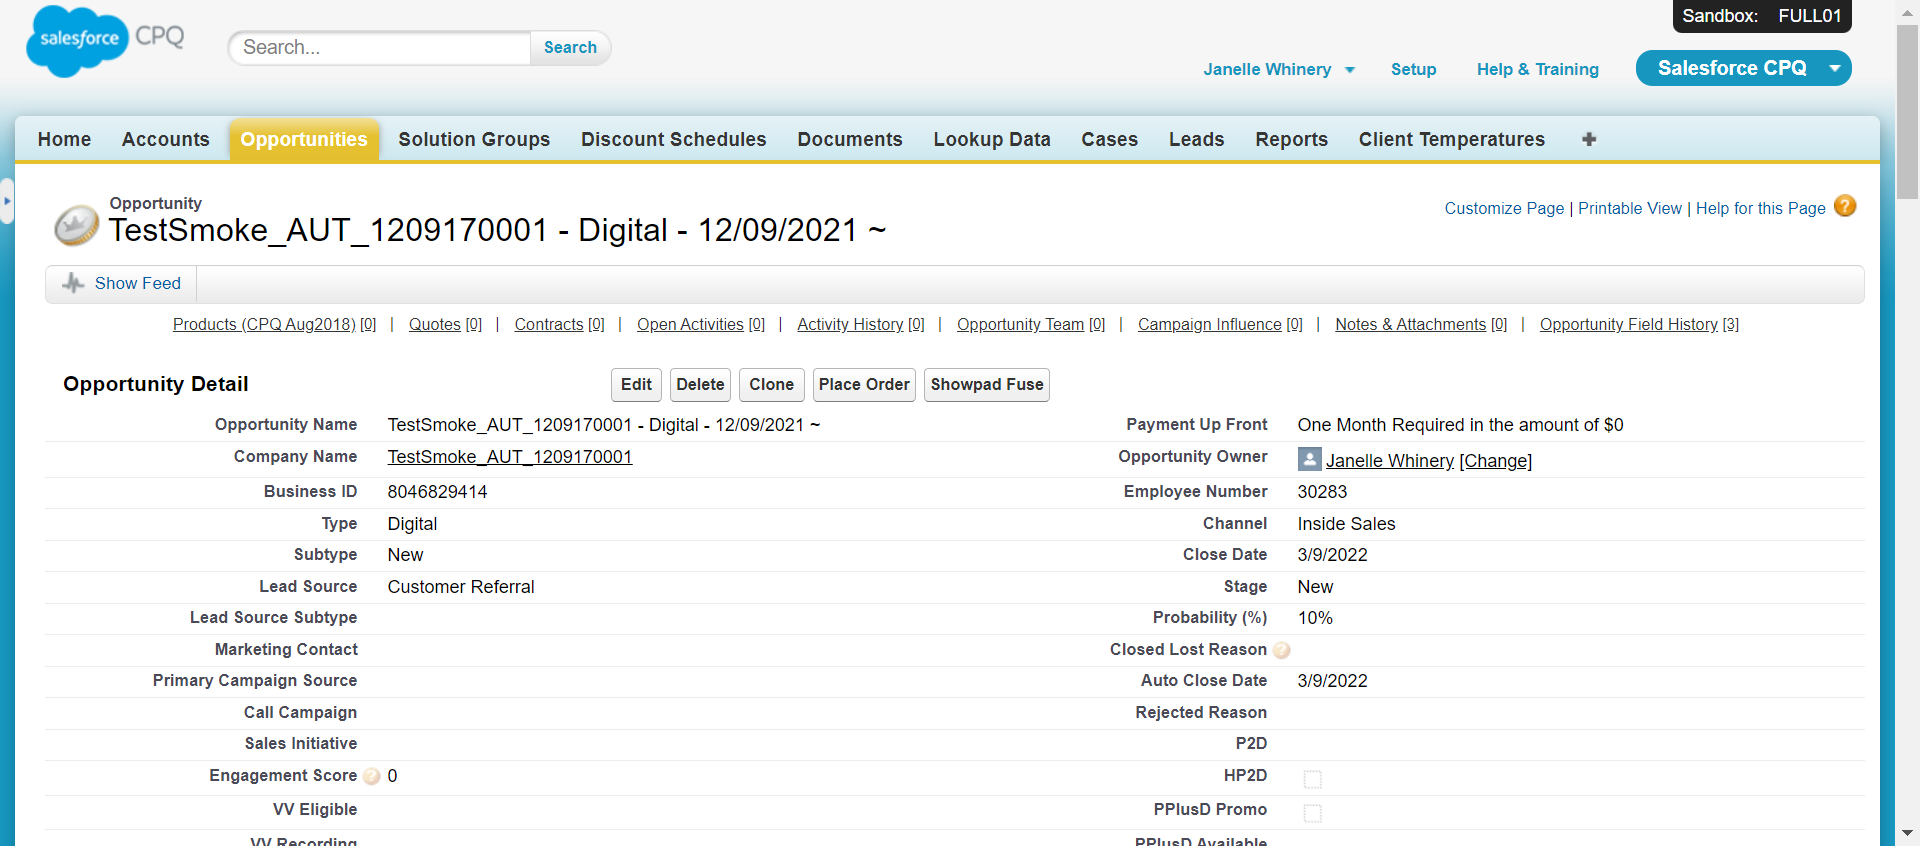 Sandbox: FULL01
salesforce CPQ
Search... Search
Janelle Whinery Setup Help & Training Salesforce CPQ
Home Accounts Opportunities Solution Groups Discount Schedules Documents Lookup Data Cases Leads Reports Client Temperatures +
Opportunity
TestSmoke_AUT_1209170001 - Digital - 12/09/2021 ~
Customize Page | Printable View | Help for this Page ?
Show Feed
Products (CPQ Aug2018) [0] | Quotes [0] | Contracts [0] | Open Activities [0] | Activity History [0] | Opportunity Team [0] | Campaign Influence [0] | Notes & Attachments [0] | Opportunity Field History [3]
Opportunity Detail Edit Delete Clone Place Order Showpad Fuse
Opportunity Name TestSmoke_AUT_1209170001 - Digital - 12/09/2021 ~ Payment Up Front One Month Required in the amount of $0
Company Name TestSmoke_AUT_1209170001 Opportunity Owner Janelle Whinery [Change]
Business ID 8046829414 Employee Number 30283
Type Digital Channel Inside Sales
Subtype New Close Date 3/9/2022
Lead Source Customer Referral Stage New
Lead Source Subtype Probability (%) 10%
Marketing Contact Closed Lost Reason ?
Primary Campaign Source Auto Close Date 3/9/2022
Call Campaign Rejected Reason
Sales Initiative P2D
Engagement Score ? 0 HP2D
VV Eligible PPlusD Promo
VV Recording PPlusD Available